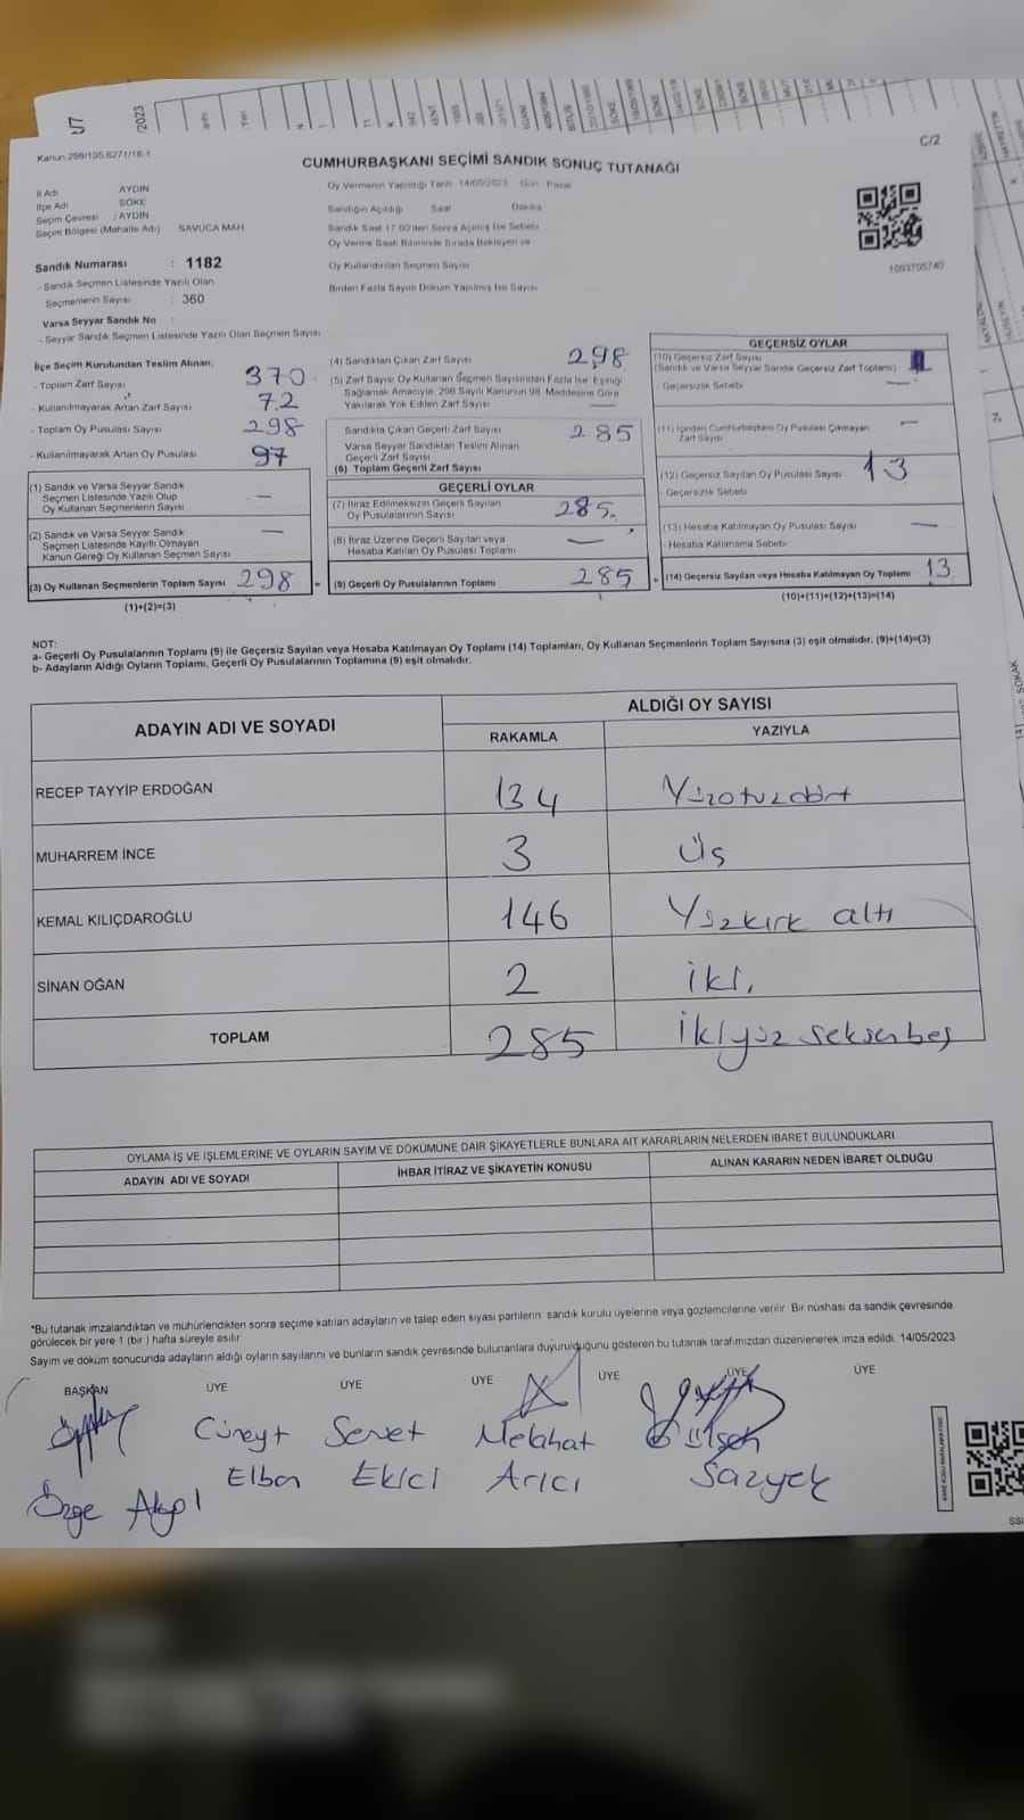 C/2
Kanun:298/135.6271/18-1
CUMHURBAŞKANI SEÇİMİ SANDIK SONUÇ TUTANAĞI
İl Adı AYDIN
İlçe Adı SÖKE
Seçim Çevresi : AYDIN
Seçim Bölgesi (Mahalle Adı) SAVUCA MAH.
Sandık Numarası : 1182
- Sandık Seçmen Listesinde Yazılı Olan
Seçmenlerin Sayısı : 360
Varsa Seyyar Sandık No :
- Seyyar Sandık Seçmen Listesinde Yazılı Olan Seçmen Sayısı
Oy Vermenin Yapıldığı Tarih 14/05/2023 Gün : Pazar
Sandığın Açıldığı Saat Dakika
Sandık Saat 17.00'den Sonra Açılmış İse Sebebi
Oy Verme Saati Bitiminde Sırada Bekleyen ve
Oy Kullandırılan Seçmen Sayısı
Birden Fazla Sayım Döküm Yapılmış İse Sayısı
1093705740
İlçe Seçim Kurulundan Teslim Alınan;
- Toplam Zarf Sayısı 370
- Kullanılmayarak Artan Zarf Sayısı 72
- Toplam Oy Pusulası Sayısı 298
- Kullanılmayarak Artan Oy Pusulası 97
(1) Sandık ve Varsa Seyyar Sandık
Seçmen Listesinde Yazılı Olup
Oy Kullanan Seçmenlerin Sayısı —
(2) Sandık ve Varsa Seyyar Sandık
Seçmen Listesinde Kayıtlı Olmayan
Kanun Gereği Oy Kullanan Seçmen Sayısı —
(3) Oy Kullanan Seçmenlerin Toplam Sayısı 298
(1)+(2)=(3)
(4) Sandıktan Çıkan Zarf Sayısı 298
(5) Zarf Sayısı Oy Kullanan Seçmen Sayısından Fazla İse Eşitliği
Sağlamak Amacıyla, 298 Sayılı Kanunun 98. Maddesine Göre
Yakılarak Yok Edilen Zarf Sayısı —
Sandıkta Çıkan Geçerli Zarf Sayısı 285
Varsa Seyyar Sandıktan Teslim Alınan
Geçerli Zarf Sayısı
(6) Toplam Geçerli Zarf Sayısı
GEÇERLİ OYLAR
(7) İtiraz Edilmeksizin Geçerli Sayılan
Oy Pusulalarının Sayısı 285.
(8) İtiraz Üzerine Geçerli Sayılan veya
Hesaba Katılan Oy Pusulası Toplamı —
(9) Geçerli Oy Pusulalarının Toplamı 285
GEÇERSİZ OYLAR
(10) Geçersiz Zarf Sayısı
(Sandık ve Varsa Seyyar Sandık Geçersiz Zarf Toplamı)
- Geçersizlik Sebebi —
(11) İçinden Cumhurbaşkanı Oy Pusulası Çıkmayan
Zarf Sayısı —
(12) Geçersiz Sayılan Oy Pusulası Sayısı 13
- Geçersizlik Sebebi
(13) Hesaba Katılmayan Oy Pusulası Sayısı —
- Hesaba Katılmama Sebebi
(14) Geçersiz Sayılan veya Hesaba Katılmayan Oy Toplamı 13
(10)+(11)+(12)+(13)=(14)
NOT:
a- Geçerli Oy Pusulalarının Toplamı (9) ile Geçersiz Sayılan veya Hesaba Katılmayan Oy Toplamı (14) Toplamları, Oy Kullanan Seçmenlerin Toplam Sayısına (3) eşit olmalıdır. (9)+(14)=(3)
b- Adayların Aldığı Oyların Toplamı, Geçerli Oy Pusulalarının Toplamına (9) eşit olmalıdır.
ADAYIN ADI VE SOYADI
ALDIĞI OY SAYISI
RAKAMLA YAZIYLA
RECEP TAYYİP ERDOĞAN 134 Yüzotuzdört
MUHARREM İNCE 3 Üş
KEMAL KILIÇDAROĞLU 146 Yüzkırk altı
SİNAN OĞAN 2 İki.
TOPLAM 285 İkiyüz seksenbeş
OYLAMA İŞ VE İŞLEMLERİNE VE OYLARIN SAYIM VE DÖKÜMÜNE DAİR ŞİKAYETLERLE BUNLARA AİT KARARLARIN NELERDEN İBARET BULUNDUKLARI
ADAYIN ADI VE SOYADI İHBAR İTİRAZ VE ŞİKAYETİN KONUSU ALINAN KARARIN NEDEN İBARET OLDUĞU
*Bu tutanak imzalandıktan ve mühürlendikten sonra seçime katılan adayların ve talep eden siyasi partilerin sandık kurulu üyelerine veya gözlemcilerine verilir. Bir nüshası da sandık çevresinde
görülecek bir yere 1 (bir) hafta süreyle asılır.
Sayım ve döküm sonucunda adayların aldığı oyların sayılarını ve bunların sandık çevresinde bulunanlara duyurulduğunu gösteren bu tutanak tarafımızdan düzenlenerek imza edildi. 14/05/2023
BAŞKAN ÜYE ÜYE ÜYE ÜYE ÜYE ÜYE
Cüneyt Servet Melahat Gülseh
Elban Ekici Arıcı Sazyek
Özge Akpl